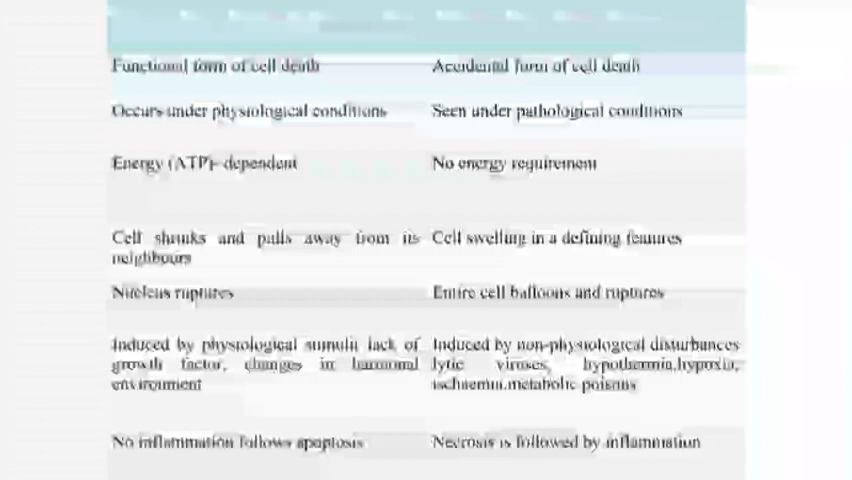 Functional form of cell death
Accidental form of cell death
Occurs under physiological conditions
Seen under pathological conditions
Energy (ATP)- dependent
No energy requirement
Cell shrinks and pulls away from its
neighbours
Cell swelling in a defining features
Nucleus ruptures
Entire cell balloons and ruptures
Induced by physiological stimuli lack of
growth factor, changes in harmonal
environment
Induced by non-physiological disturbances
lytic viruses, hypothermia,hypoxia,
ischaemia,metabolic poisons
No inflammation follows apoptosis
Necrosis is followed by inflammation